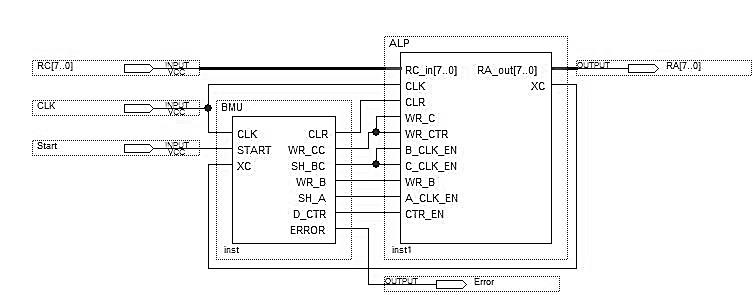 ALP
RC[7..0] INPUT VCC RC_in[7..0] RA_out[7..0] OUTPUT RA[7..0]
CLK XC
CLK INPUT VCC BMU CLR
WR_C
CLK CLR WR_CTR
Start INPUT VCC START WR_CC B_CLK_EN
XC SH_BC C_CLK_EN
WR_B WR_B
SH_A A_CLK_EN
D_CTR CTR_EN
ERROR
inst inst1
OUTPUT Error